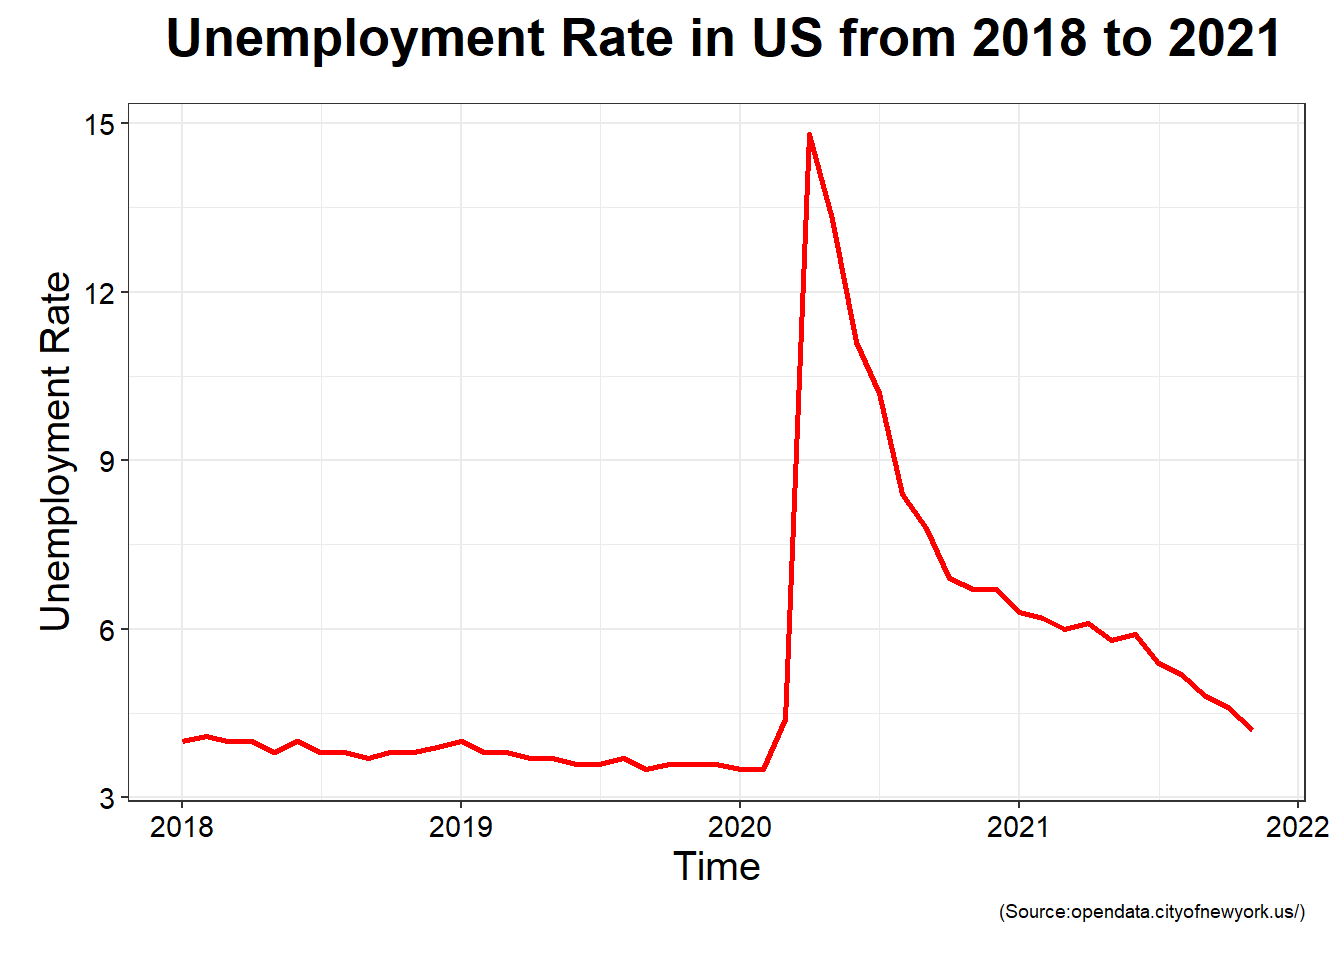 Unemployment Rate in US from 2018 to 2021
Unemployment Rate
15
12
9
6
3
2018 2019 2020 2021 2022
Time
(Source:opendata.cityofnewyork.us/)